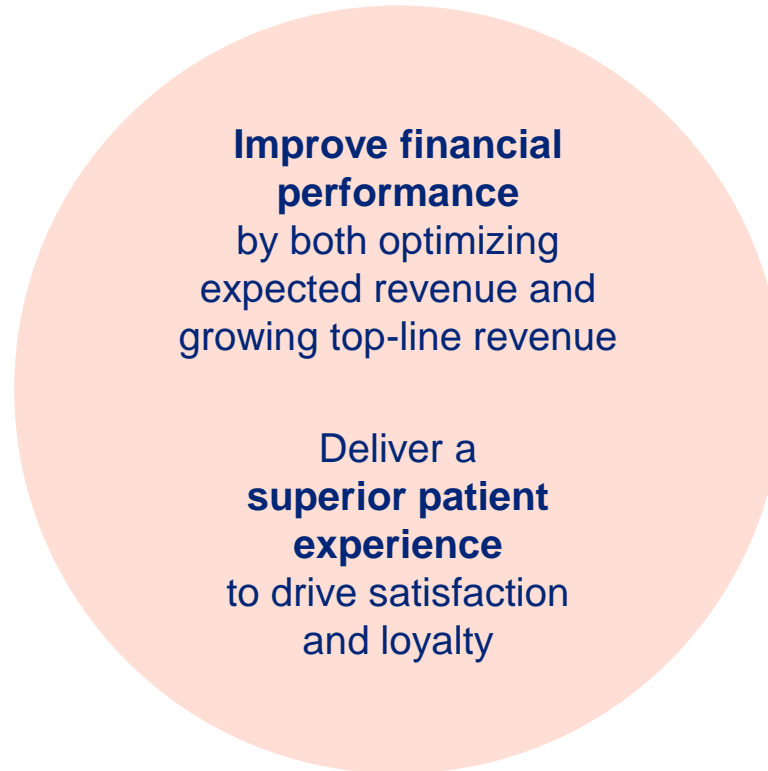 Improve financial
performance
by both optimizing
expected revenue and
growing top-line revenue
Deliver a
superior patient
experience
to drive satisfaction
and loyalty